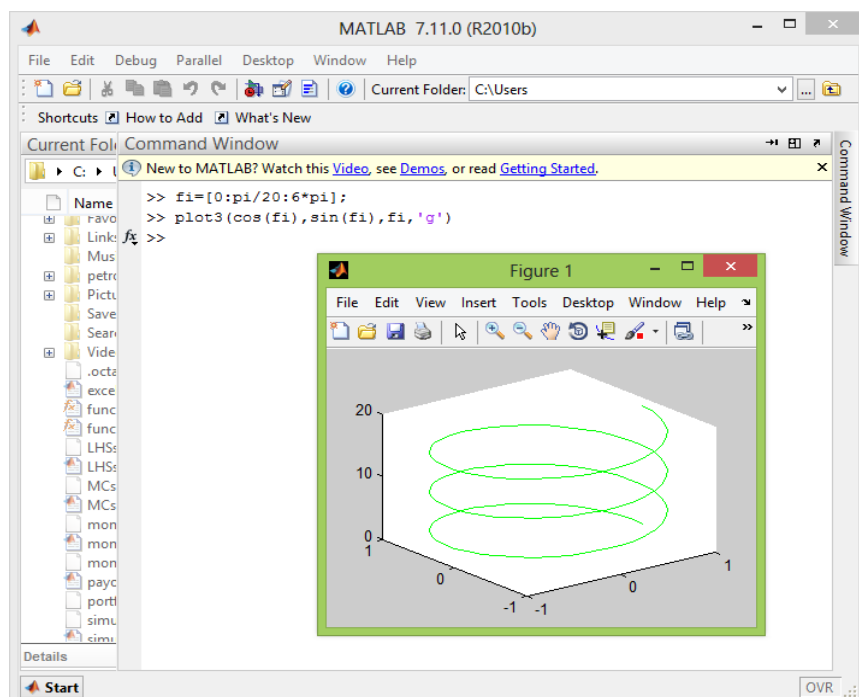 MATLAB 7.11.0 (R2010b)
File Edit Debug Parallel Desktop Window Help
Current Folder: C:\Users
Shortcuts How to Add What's New
Current Fol Command Window
C: New to MATLAB? Watch this Video, see Demos, or read Getting Started.
Command Window
Name
Favo
Links
Mus
petro
Pictu
Save
Sear
Vide
.octa
exce
func
func
LHSs
LHSs
MCs
MCs
mon
mon
mon
payc
portf
simu
simu
>> fi=[0:pi/20:6*pi];
>> plot3(cos(fi),sin(fi),fi,'g')
fx >>
Figure 1
File Edit View Insert Tools Desktop Window Help
20
10
0
1
0
-1
-1
0
1
Details
Start
OVR